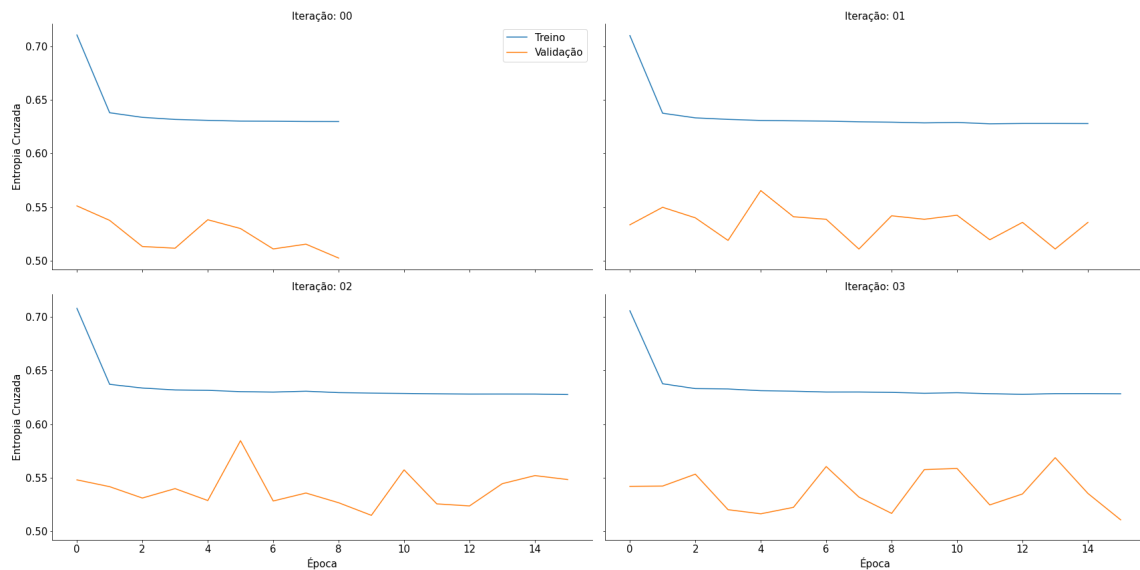 Iteração: 00
Iteração: 01
Treino
Validação
Entropia Cruzada
0.70
0.65
0.60
0.55
0.50
Iteração: 02
Iteração: 03
Entropia Cruzada
0.70
0.65
0.60
0.55
0.50
0 2 4 6 8 10 12 14
0 2 4 6 8 10 12 14
Época
Época